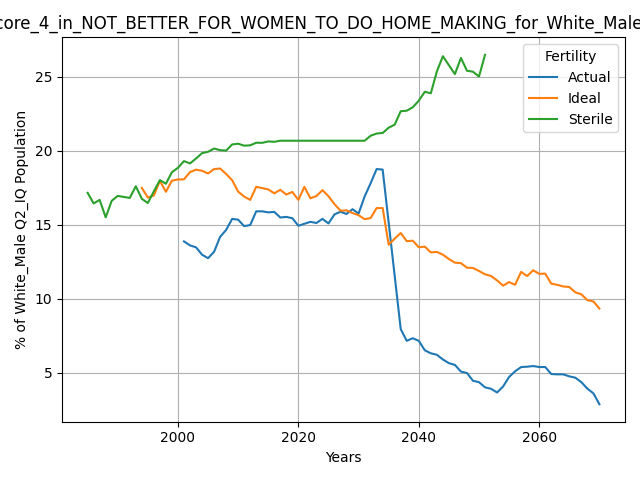 core_4_in_NOT_BETTER_FOR_WOMEN_TO_DO_HOME_MAKING_for_White_Male
% of White_Male Q2_IQ Population
25
20
15
10
5
2000
2020
2040
2060
Years
Fertility
Actual
Ideal
Sterile